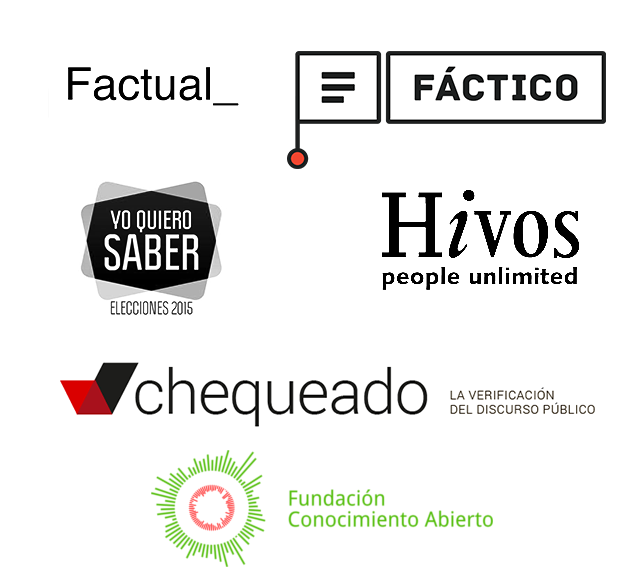 Factual_
FÁCTICO
YO QUIERO
SABER
ELECCIONES 2015
Hivos
people unlimited
chequeado
LA VERIFICACIÓN
DEL DISCURSO PÚBLICO
Fundación
Conocimiento Abierto